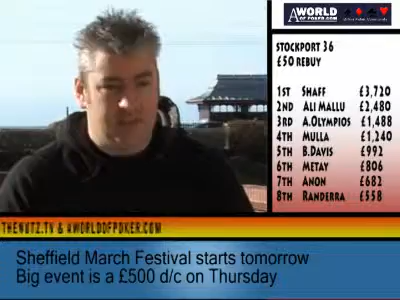 A WORLD
OF POKER.COM
STOCKPORT 36
£50 REBUY
1ST SHAFF £3,720
2ND ALI MALLU £2,480
3RD A.OLYMPIOS £1,488
4TH MULLA £1,240
5TH B.DAVIS £992
6TH METAY £806
7TH ANON £682
8TH RANDERRA £558
THENUTZ.TV & AWORLDOFPOKER.COM
Sheffield March Festival starts tomorrow
Big event is a £500 d/c on Thursday